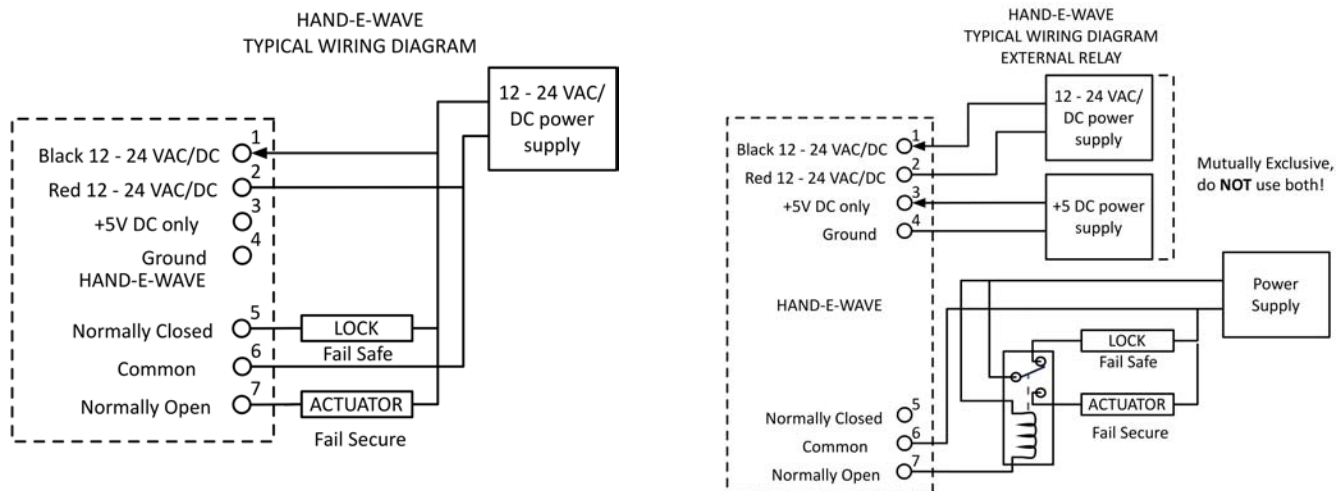 HAND-E-WAVE
TYPICAL WIRING DIAGRAM
12 - 24 VAC/
DC power
supply
1
Black 12 - 24 VAC/DC
2
Red 12 - 24 VAC/DC
3
+5V DC only
4
Ground
HAND-E-WAVE
5
Normally Closed
LOCK
Fail Safe
6
Common
7
Normally Open
ACTUATOR
Fail Secure
HAND-E-WAVE
TYPICAL WIRING DIAGRAM
EXTERNAL RELAY
12 - 24 VAC/
DC power
supply
1
Black 12 - 24 VAC/DC
2
Red 12 - 24 VAC/DC
3
+5V DC only
4
Ground
+5 DC power
supply
Mutually Exclusive,
do NOT use both!
Power
Supply
HAND-E-WAVE
LOCK
Fail Safe
ACTUATOR
Fail Secure
5
Normally Closed
6
Common
7
Normally Open